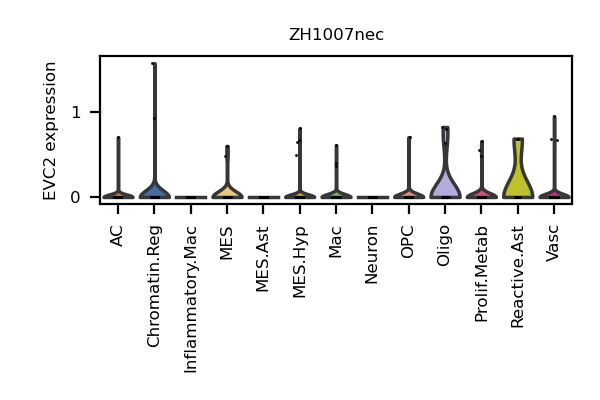 ZH1007nec
EVC2 expression
1
0
AC
Chromatin.Reg
Inflammatory.Mac
MES
MES.Ast
MES.Hyp
Mac
Neuron
OPC
Oligo
Prolif.Metab
Reactive.Ast
Vasc